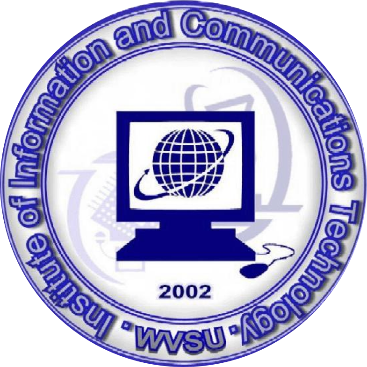 Institute of Information and Communications Technology
2002
WVSU